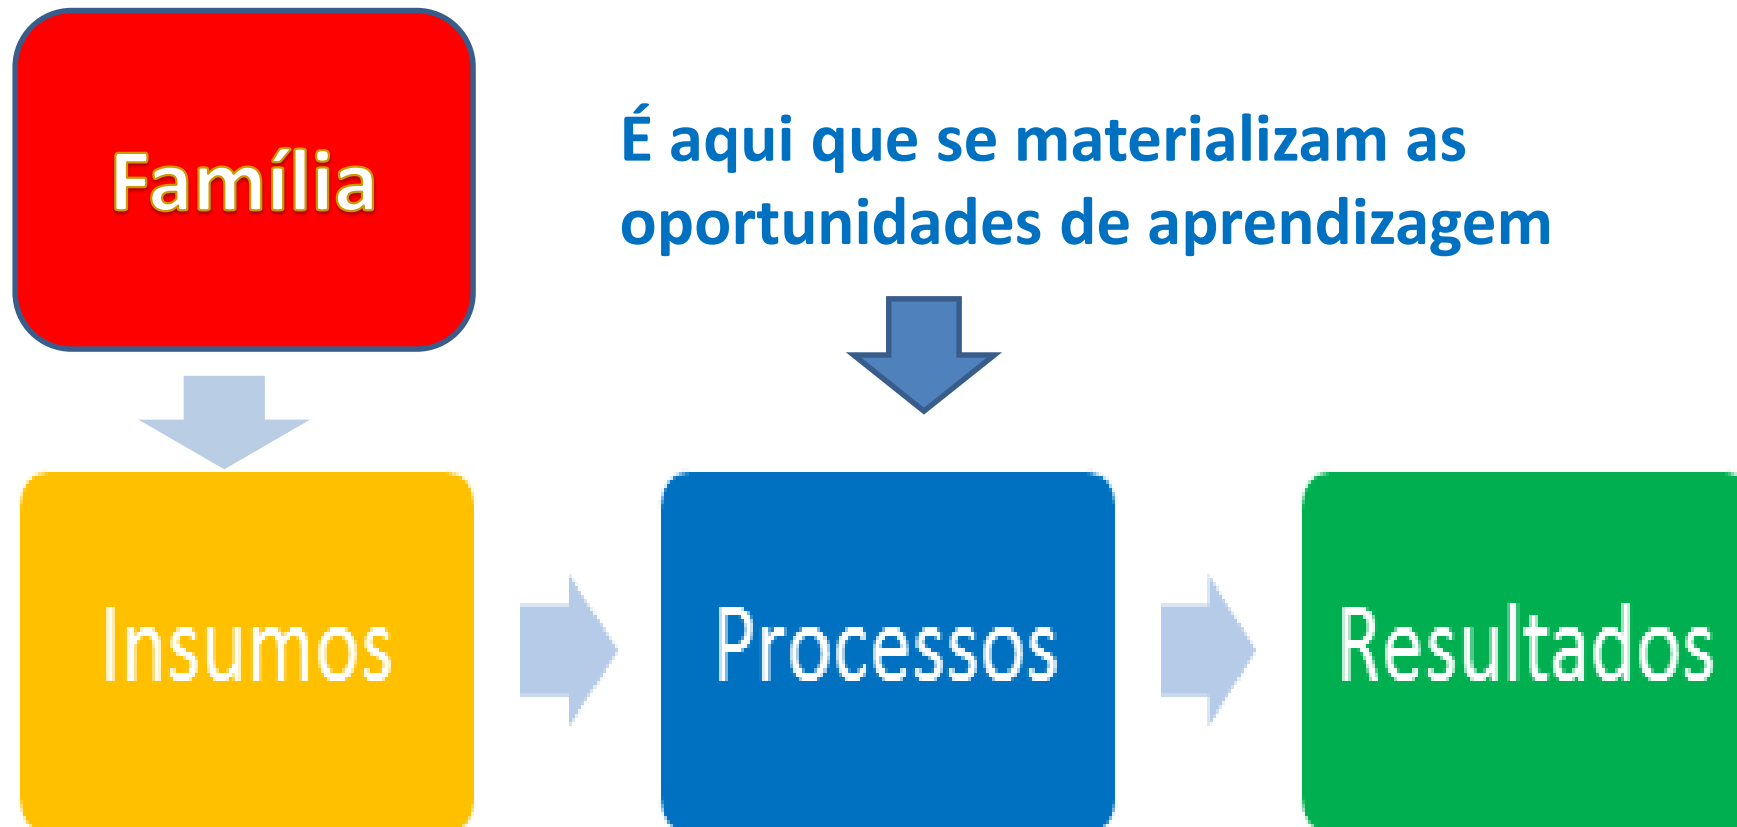 Família
É aqui que se materializam as
oportunidades de aprendizagem
Insumos
Processos
Resultados